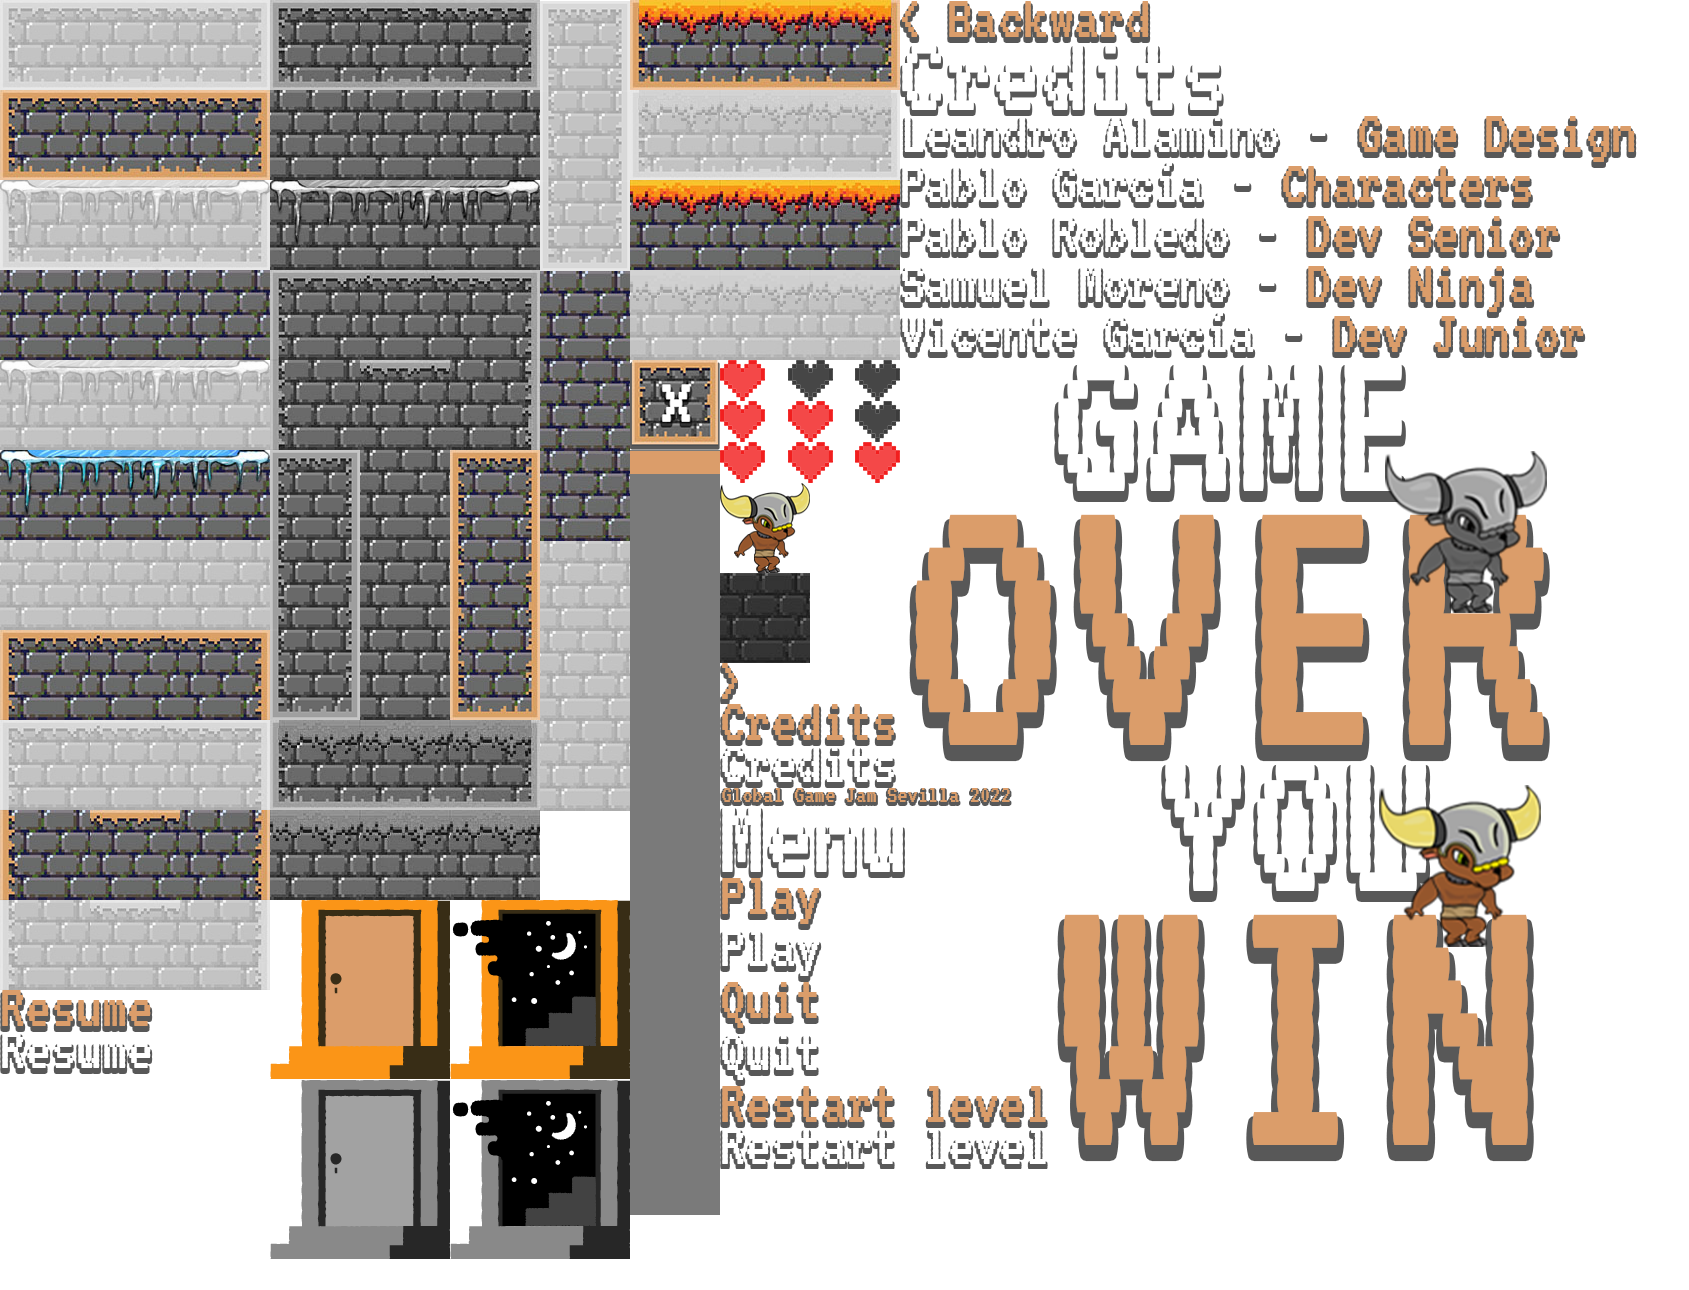 < Backward
Credits
Leandro Alamino - Game Design
Pablo García - Characters
Pablo Robledo - Dev Senior
Samuel Moreno - Dev Ninja
Vicente García - Dev Junior
X
GAME
OVER
>
Credits
Credits
Global Game Jam Sevilla 2022
Menu
Play
Play
Quit
Quit
Restart level
Restart level
YOU
WIN
Resume
Resume